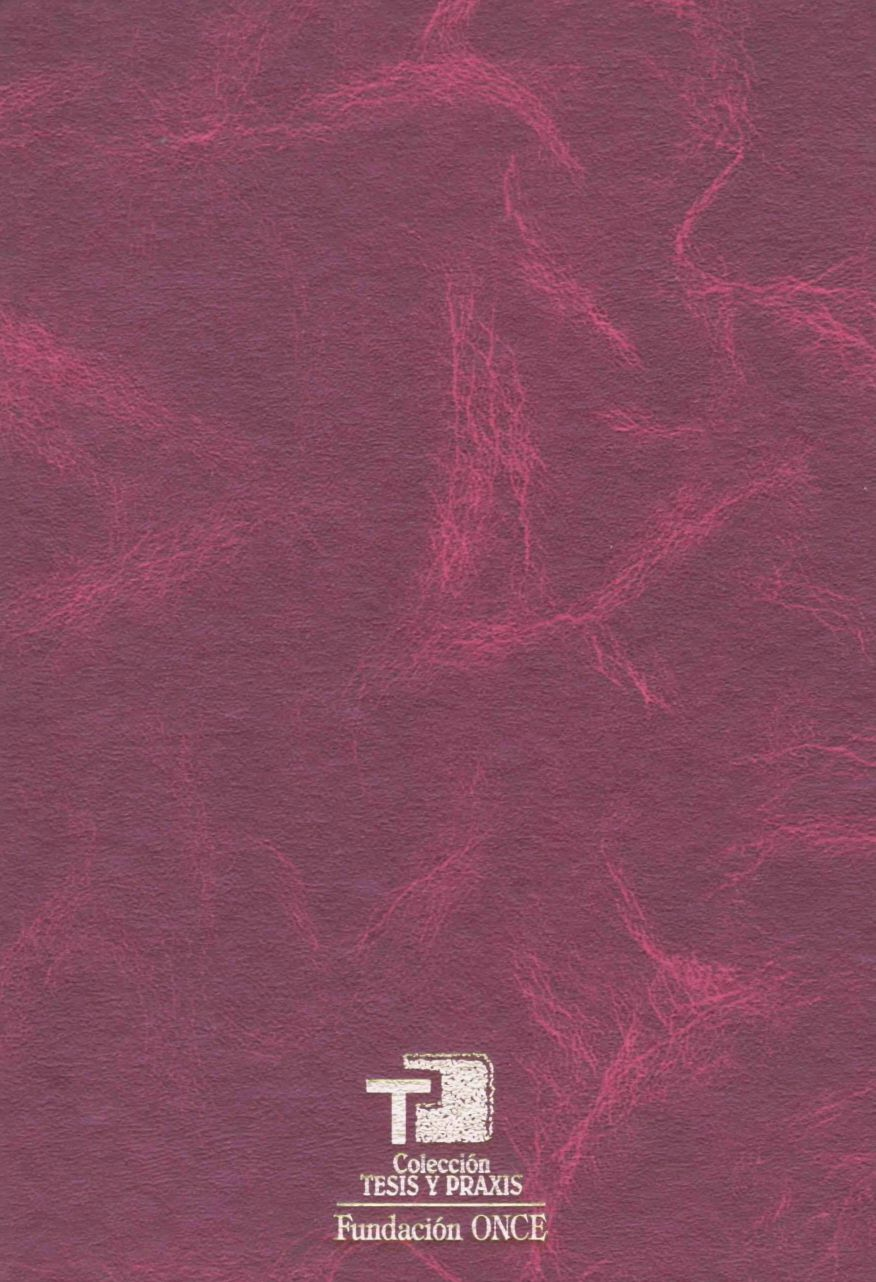 Colección
TESIS Y PRAXIS
Fundación ONCE